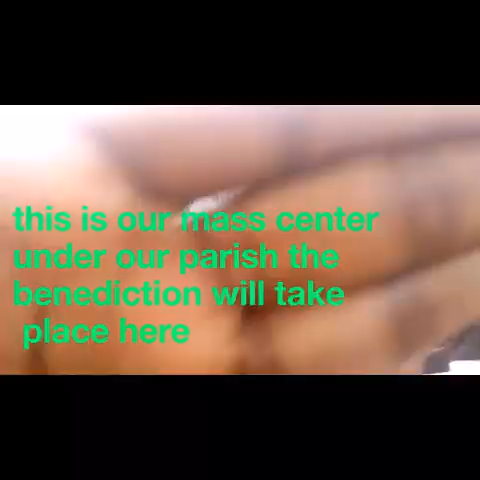 this is our mass center
under our parish the
benediction will take
place here